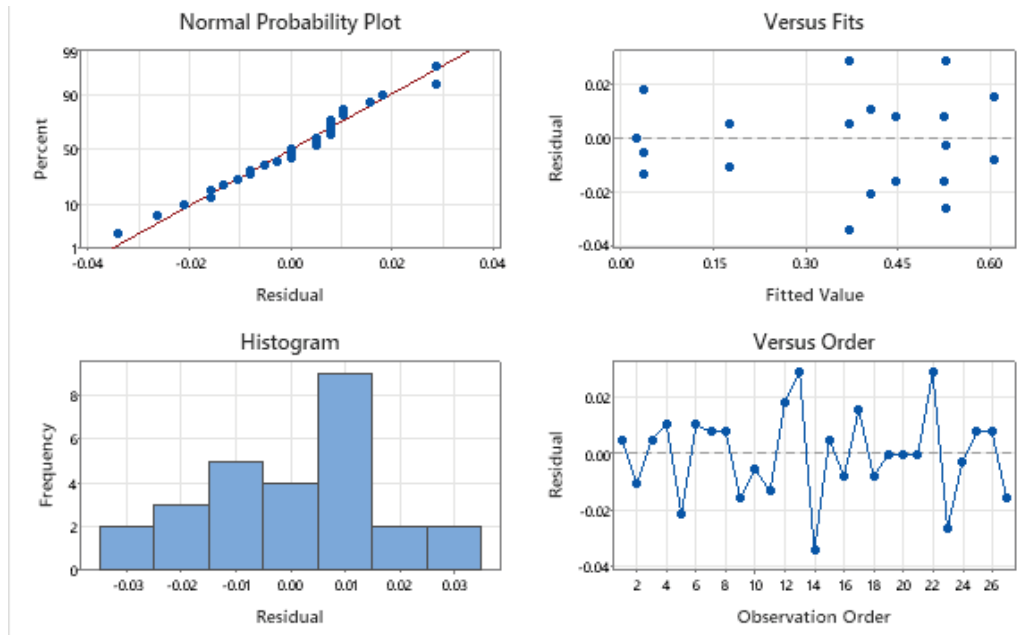 Normal Probability Plot
99
90
50
10
1
Percent
-0.04 -0.02 0.00 0.02 0.04
Residual
Versus Fits
0.02
0.00
-0.02
-0.04
Residual
0.00 0.15 0.30 0.45 0.60
Fitted Value
Histogram
8
6
4
2
0
Frequency
-0.03 -0.02 -0.01 0.00 0.01 0.02 0.03
Residual
Versus Order
0.02
0.00
-0.02
-0.04
Residual
2 4 6 8 10 12 14 16 18 20 22 24 26
Observation Order